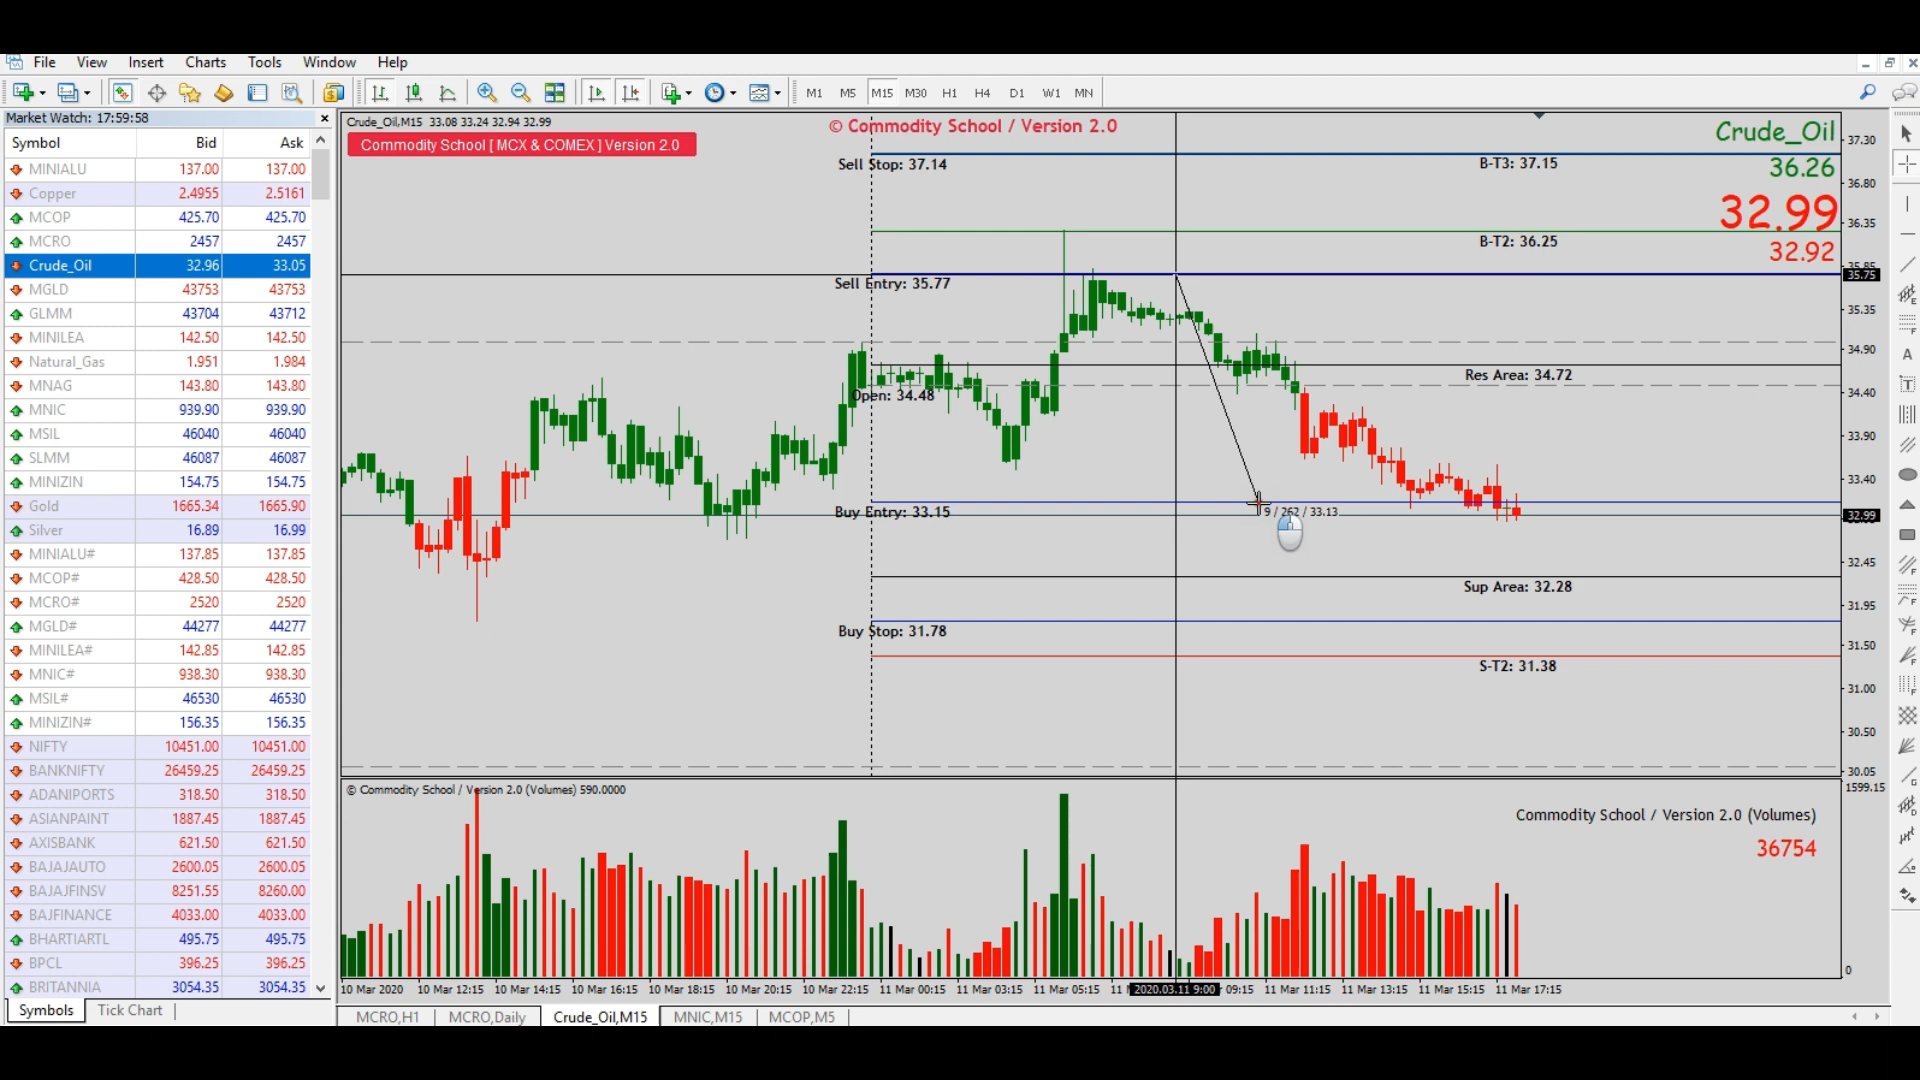 File View Insert Charts Tools Window Help
M1 M5 M15 M30 H1 H4 D1 W1 MN
Market Watch: 17:59:58
Symbol Bid Ask
MINIALU 137.00 137.00
Copper 2.4955 2.5161
MCOP 425.70 425.70
MCRO 2457 2457
Crude_Oil 32.96 33.05
MGLD 43753 43753
GLMM 43704 43712
MINILEA 142.50 142.50
Natural_Gas 1.951 1.984
MNAG 143.80 143.80
MNIC 939.90 939.90
MSIL 46040 46040
SLMM 46087 46087
MINIZIN 154.75 154.75
Gold 1665.34 1665.90
Silver 16.89 16.99
MINIALU# 137.85 137.85
MCOP# 428.50 428.50
MCRO# 2520 2520
MGLD# 44277 44277
MINILEA# 142.85 142.85
MNIC# 938.30 938.30
MSIL# 46530 46530
MINIZIN# 156.35 156.35
NIFTY 10451.00 10451.00
BANKNIFTY 26459.25 26459.25
ADANIPORTS 318.50 318.50
ASIANPAINT 1887.45 1887.45
AXISBANK 621.50 621.50
BAJAJAUTO 2600.05 2600.05
BAJAJFINSV 8251.55 8260.00
BAJFINANCE 4033.00 4033.00
BHARTIARTL 495.75 495.75
BPCL 396.25 396.25
BRITANNIA 3054.35 3054.35
Symbols Tick Chart
Crude_Oil,M15 33.08 33.24 32.94 32.99
Commodity School [ MCX & COMEX ] Version 2.0
© Commodity School / Version 2.0
Crude_Oil
36.26
32.99
32.92
Sell Stop: 37.14
B-T3: 37.15
B-T2: 36.25
Sell Entry: 35.77
Res Area: 34.72
Open: 34.48
Buy Entry: 33.15
9 / 262 / 33.13
Sup Area: 32.28
Buy Stop: 31.78
S-T2: 31.38
37.30
36.80
36.35
35.85
35.75
35.35
34.90
34.40
33.90
33.40
32.99
32.45
31.95
31.50
31.00
30.50
30.05
© Commodity School / Version 2.0 (Volumes) 590.0000
Commodity School / Version 2.0 (Volumes)
36754
1599.15
0
10 Mar 2020 10 Mar 12:15 10 Mar 14:15 10 Mar 16:15 10 Mar 18:15 10 Mar 20:15 10 Mar 22:15 11 Mar 00:15 11 Mar 03:15 11 Mar 05:15 11 2020.03.11 9:00 09:15 11 Mar 11:15 11 Mar 13:15 11 Mar 15:15 11 Mar 17:15
MCRO,H1 MCRO,Daily Crude_Oil,M15 MNIC,M15 MCOP,M5